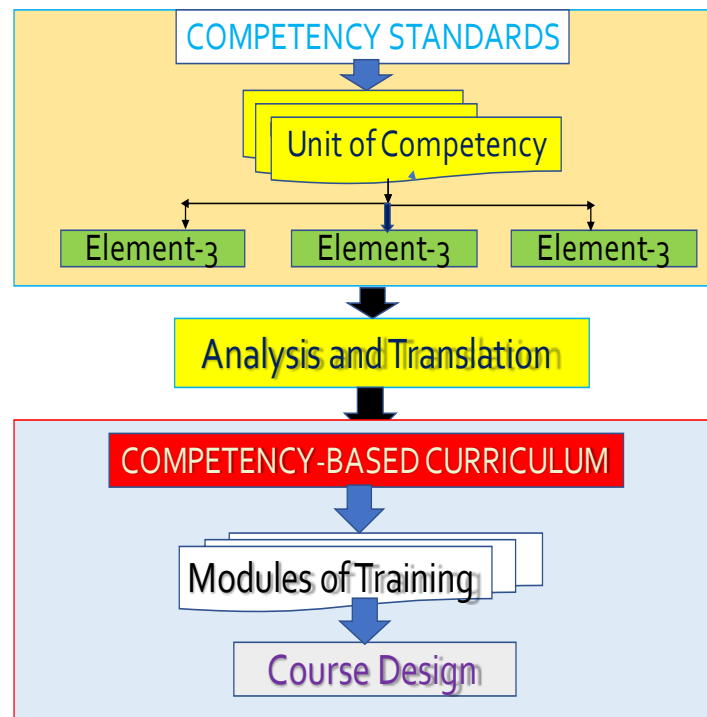 COMPETENCY STANDARDS
Unit of Competency
Element-3
Element-3
Element-3
Analysis and Translation
COMPETENCY-BASED CURRICULUM
Modules of Training
Course Design